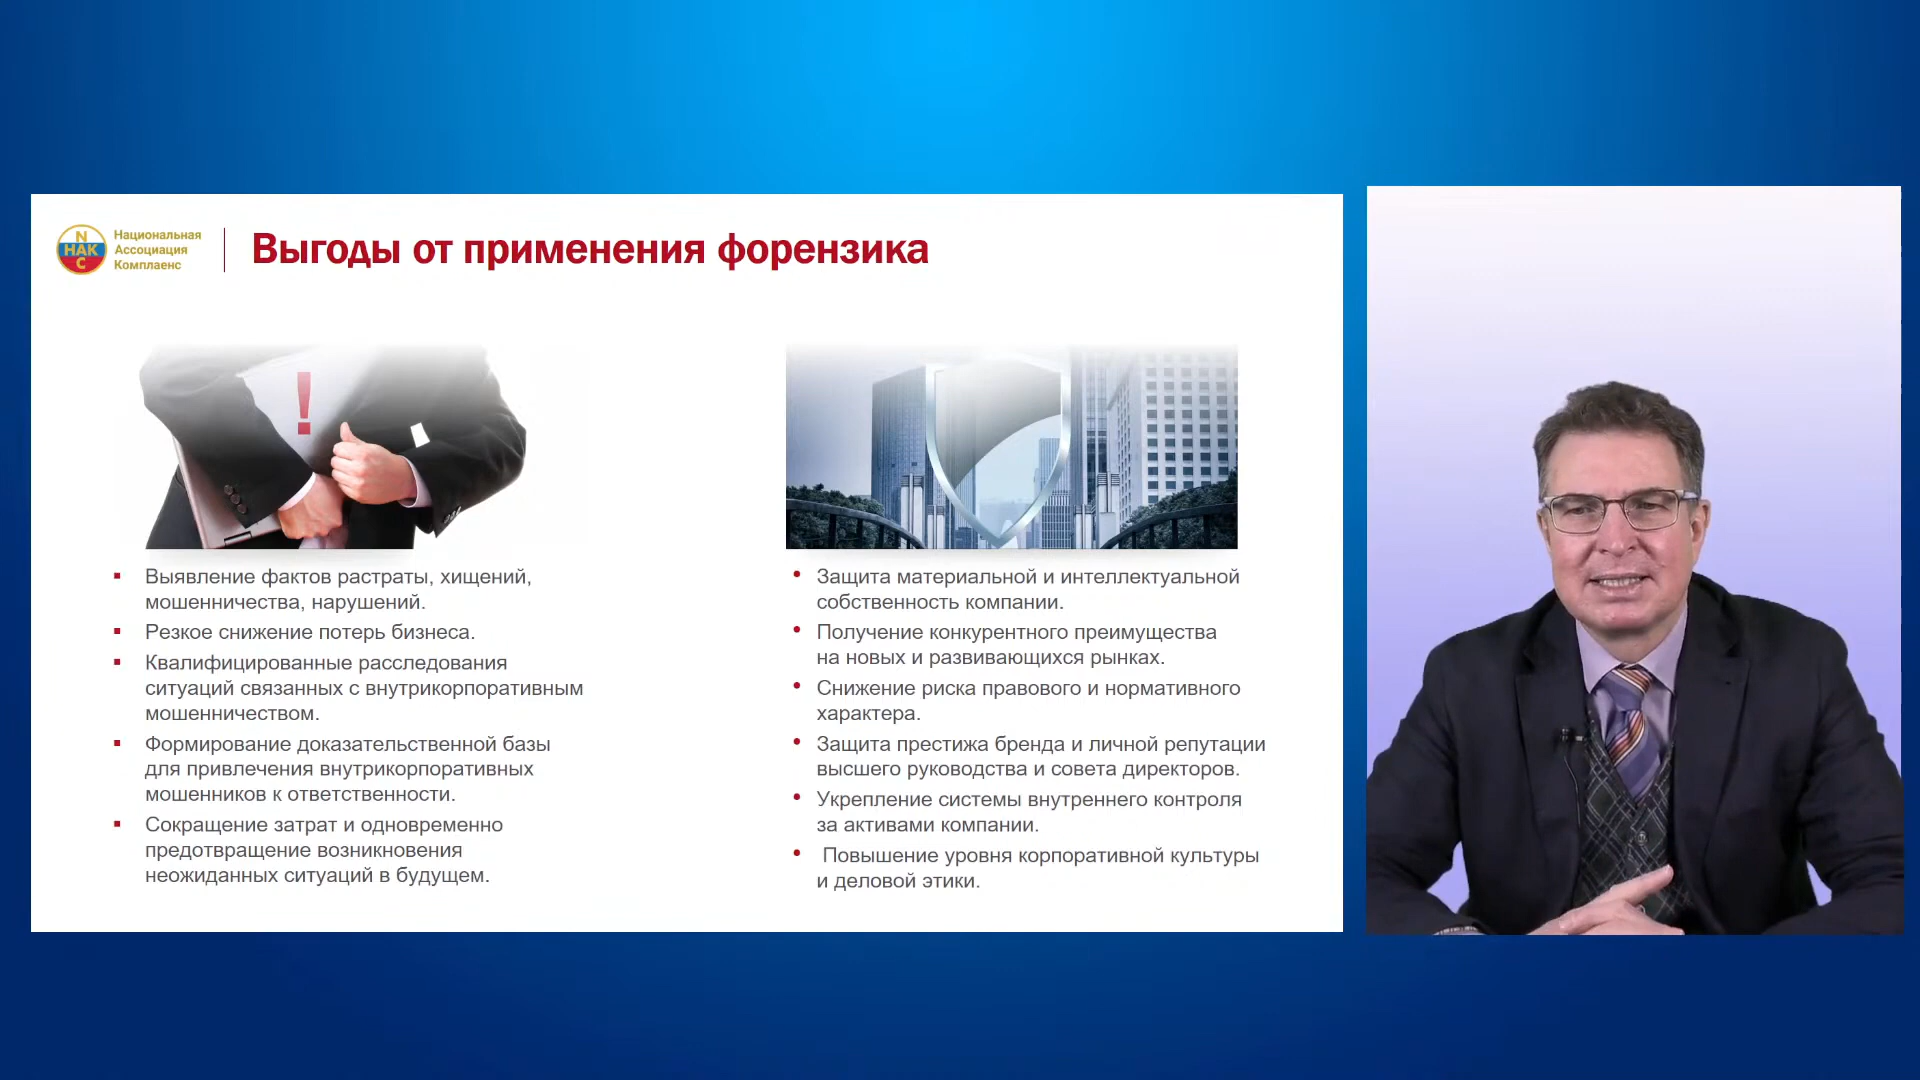 N
НАК
C
Национальная
Ассоциация
Комплаенс
Выгоды от применения форензика
!
Выявление фактов растраты, хищений,
мошенничества, нарушений.
Резкое снижение потерь бизнеса.
Квалифицированные расследования
ситуаций связанных с внутрикорпоративным
мошенничеством.
Формирование доказательственной базы
для привлечения внутрикорпоративных
мошенников к ответственности.
Сокращение затрат и одновременно
предотвращение возникновения
неожиданных ситуаций в будущем.
Защита материальной и интеллектуальной
собственность компании.
Получение конкурентного преимущества
на новых и развивающихся рынках.
Снижение риска правового и нормативного
характера.
Защита престижа бренда и личной репутации
высшего руководства и совета директоров.
Укрепление системы внутреннего контроля
за активами компании.
Повышение уровня корпоративной культуры
и деловой этики.